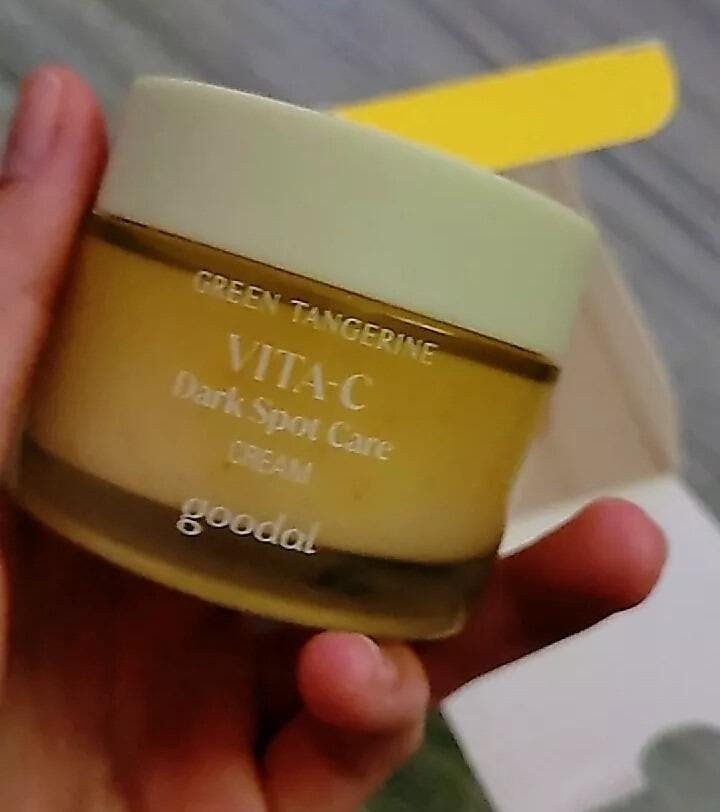 GREEN TANGERINE
VITA-C
Dark Spot Care
CREAM
goodal